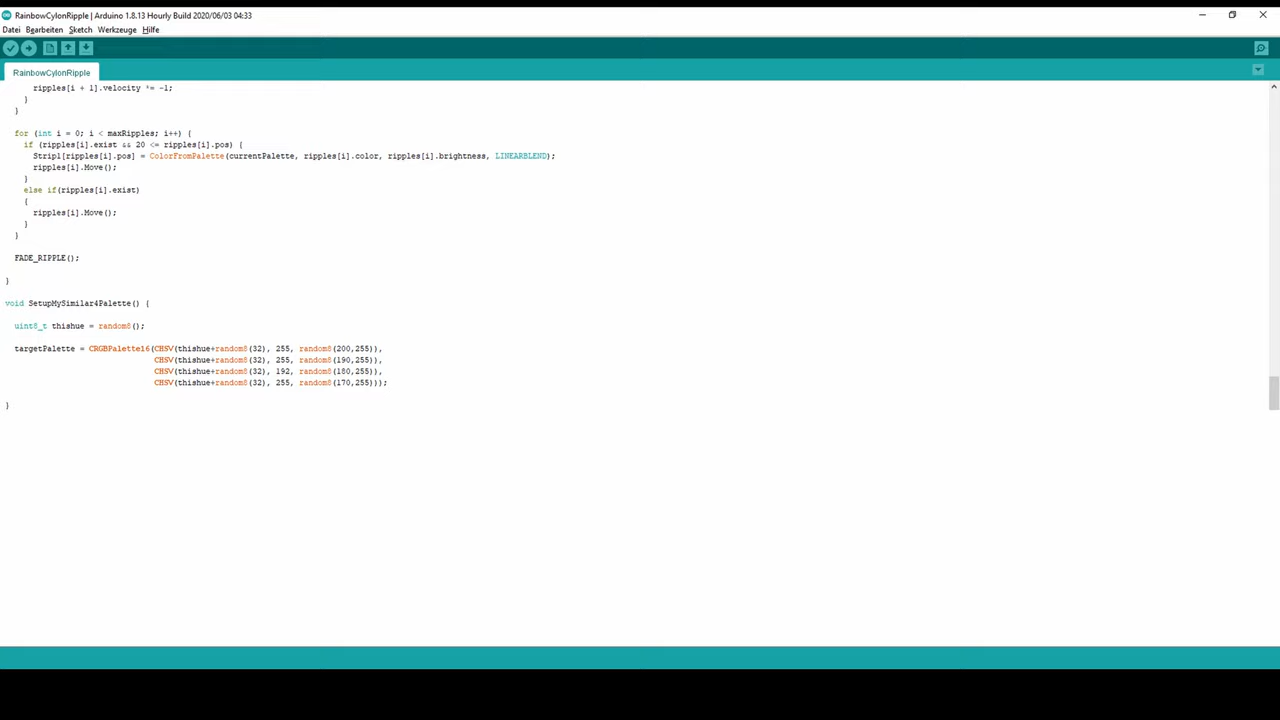 RainbowCylonRipple | Arduino 1.8.13 Hourly Build 2020/06/03 04:33
Datei Bearbeiten Sketch Werkzeuge Hilfe
RainbowCylonRipple
ripples[i + 1].velocity *= -1;
}
}
for (int i = 0; i < maxRipples; i++) {
if (ripples[i].exist && 20 <= ripples[i].pos) {
Strip1[ripples[i].pos] = ColorFromPalette(currentPalette, ripples[i].color, ripples[i].brightness, LINEARBLEND);
ripples[i].Move();
}
else if(ripples[i].exist)
{
ripples[i].Move();
}
}
FADE_RIPPLE();
}
void SetupMySimilar4Palette() {
uint8_t thishue = random8();
targetPalette = CRGBPalette16(CHSV(thishue+random8(32), 255, random8(200,255)),
CHSV(thishue+random8(32), 255, random8(190,255)),
CHSV(thishue+random8(32), 192, random8(180,255)),
CHSV(thishue+random8(32), 255, random8(170,255)));
}